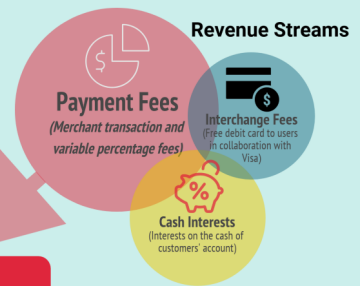 Revenue Streams
Payment Fees
(Merchant transaction and
variable percentage fees)
Interchange Fees
(Free debit card to users
in collaboration with
Visa)
Cash Interests
(Interests on the cash of
customers' account)